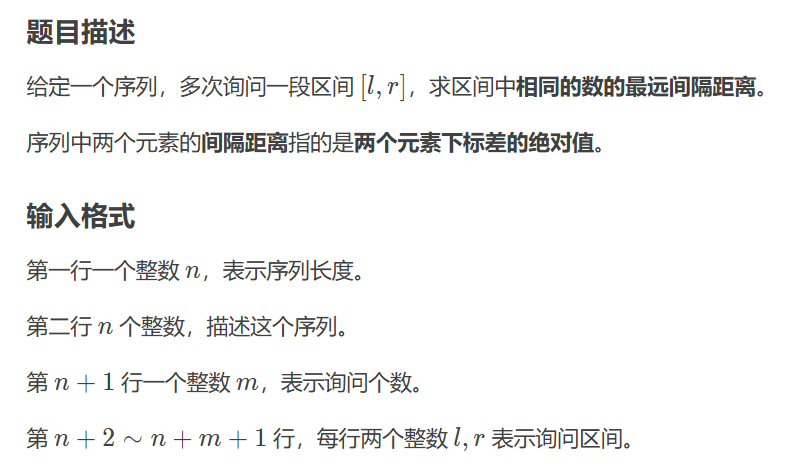 题目描述
给定一个序列，多次询问一段区间 [l, r]，求区间中相同的数的最远间隔距离。
序列中两个元素的间隔距离指的是两个元素下标差的绝对值。
输入格式
第一行一个整数 n，表示序列长度。
第二行 n 个整数，描述这个序列。
第 n + 1 行一个整数 m，表示询问个数。
第 n + 2 ∼ n + m + 1 行，每行两个整数 l, r 表示询问区间。